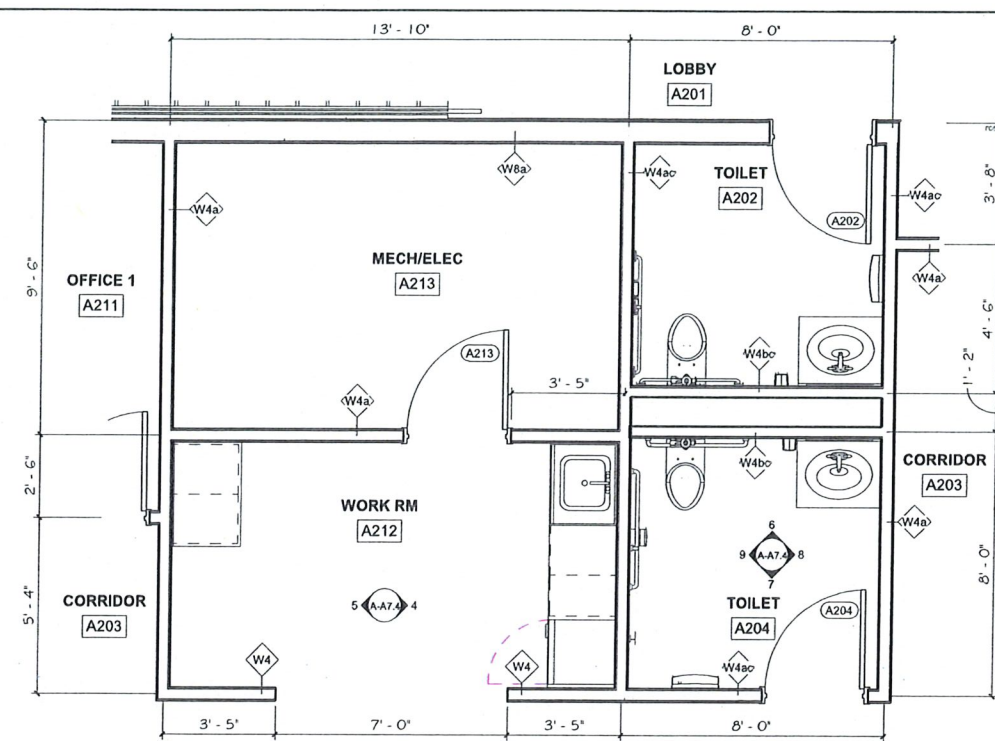 13' - 10"
8' - 0"
LOBBY
A201
W8a
W4ac
TOILET
A202
3' - 8"
W4a
W4ac
A202
MECH/ELEC
A213
9' - 6"
OFFICE 1
A211
W4a
4' - 6"
A213
W4bc
1' - 2"
3' - 5"
W4a
2' - 6"
W4bc
CORRIDOR
A203
WORK RM
A212
W4a
6
9
A-A7.4
8
7
8' - 0"
5' - 4"
CORRIDOR
A203
5
A-A7.4
4
TOILET
A204
A204
W4
W4
W4ac
3' - 5"
7' - 0"
3' - 5"
8' - 0"